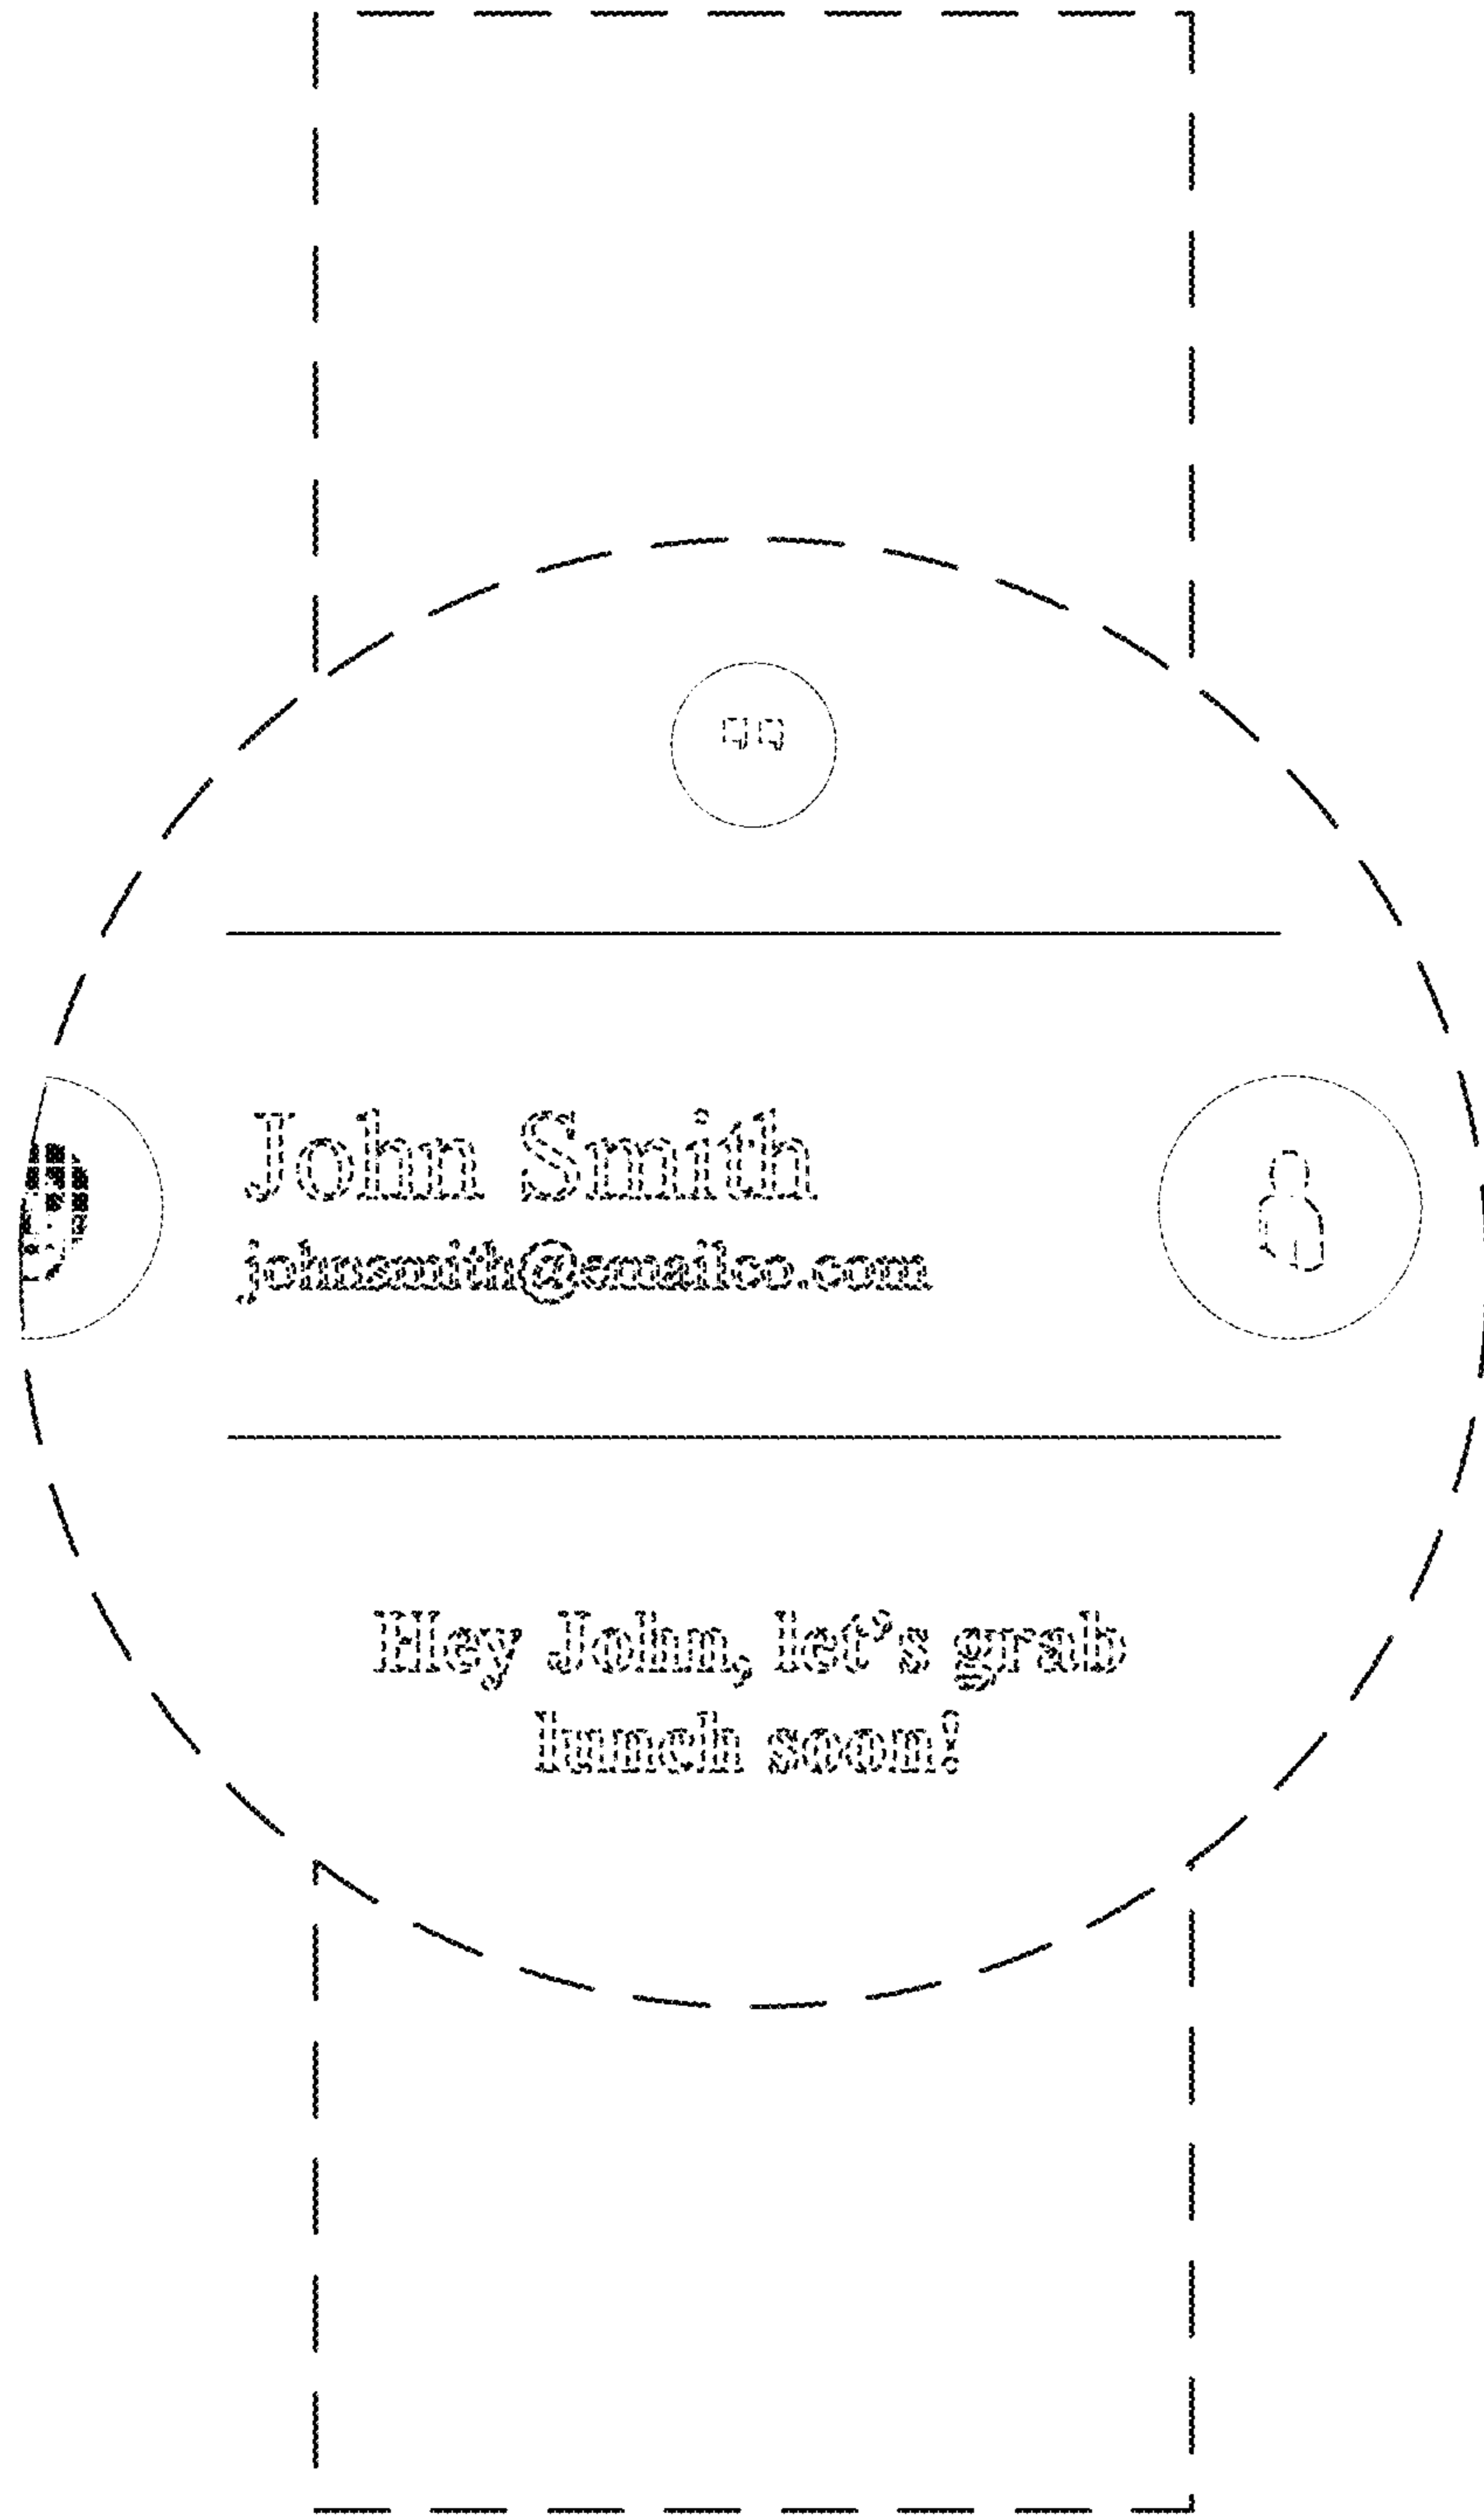 John Smith
johnsmith@emailco.com
Hey John, let's grab
lunch soon!